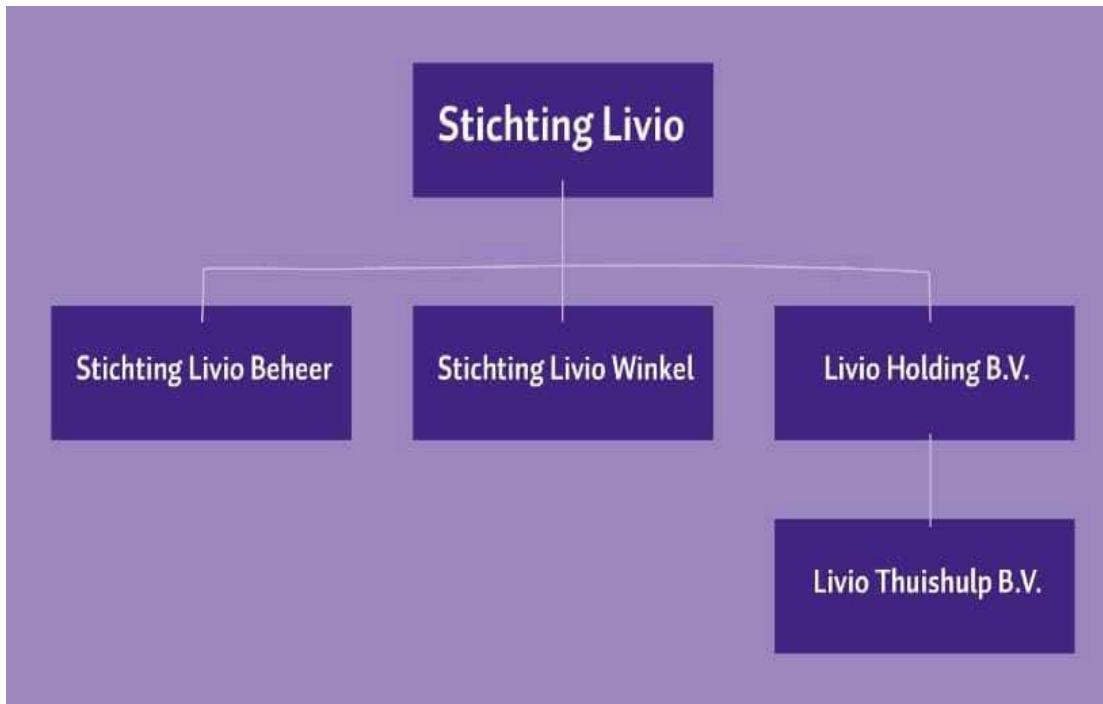 Stichting Livio
Stichting Livio Beheer
Stichting Livio Winkel
Livio Holding B.V.
Livio Thuishulp B.V.